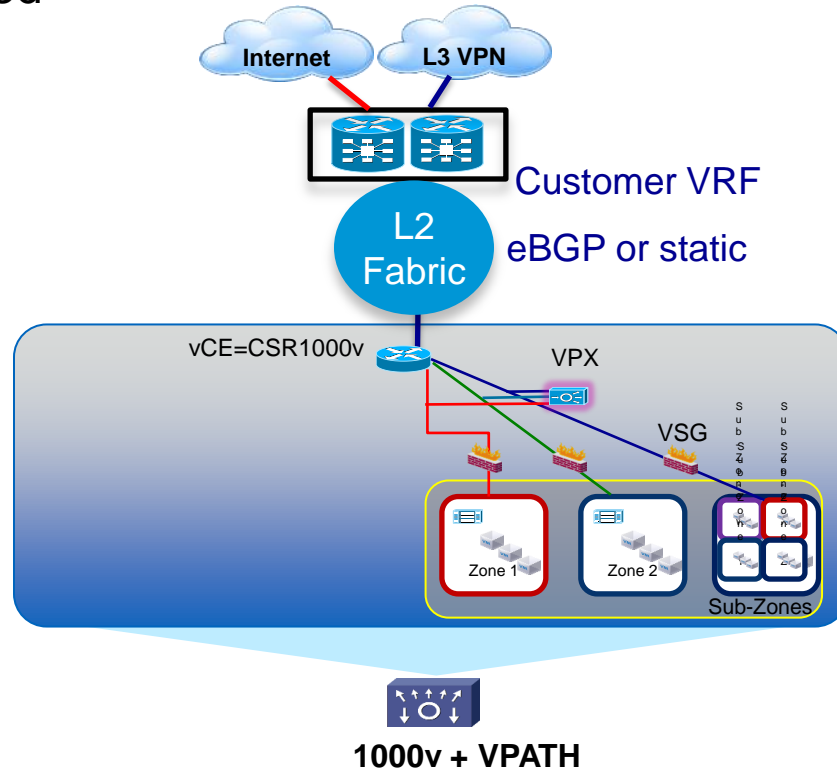 Internet
L3 VPN
Customer VRF
L2
Fabric
eBGP or static
vCE=CSR1000v
VPX
VSG
Zone 1
Zone 2
Sub-Zones
1000v + VPATH